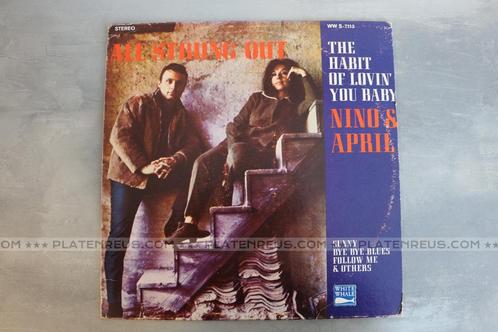 STEREO
WW S-7113
ALL STRUNG OUT
THE
HABIT
OF LOVIN'
YOU BABY
NINO &
APRIL
.COM *** PLATENREUS.COM *** PLATENREUS.COM *** PLATENREUS.COM
SUNNY
BYE BYE BLUES
FOLLOW ME
& OTHERS
WHITE
WHALE